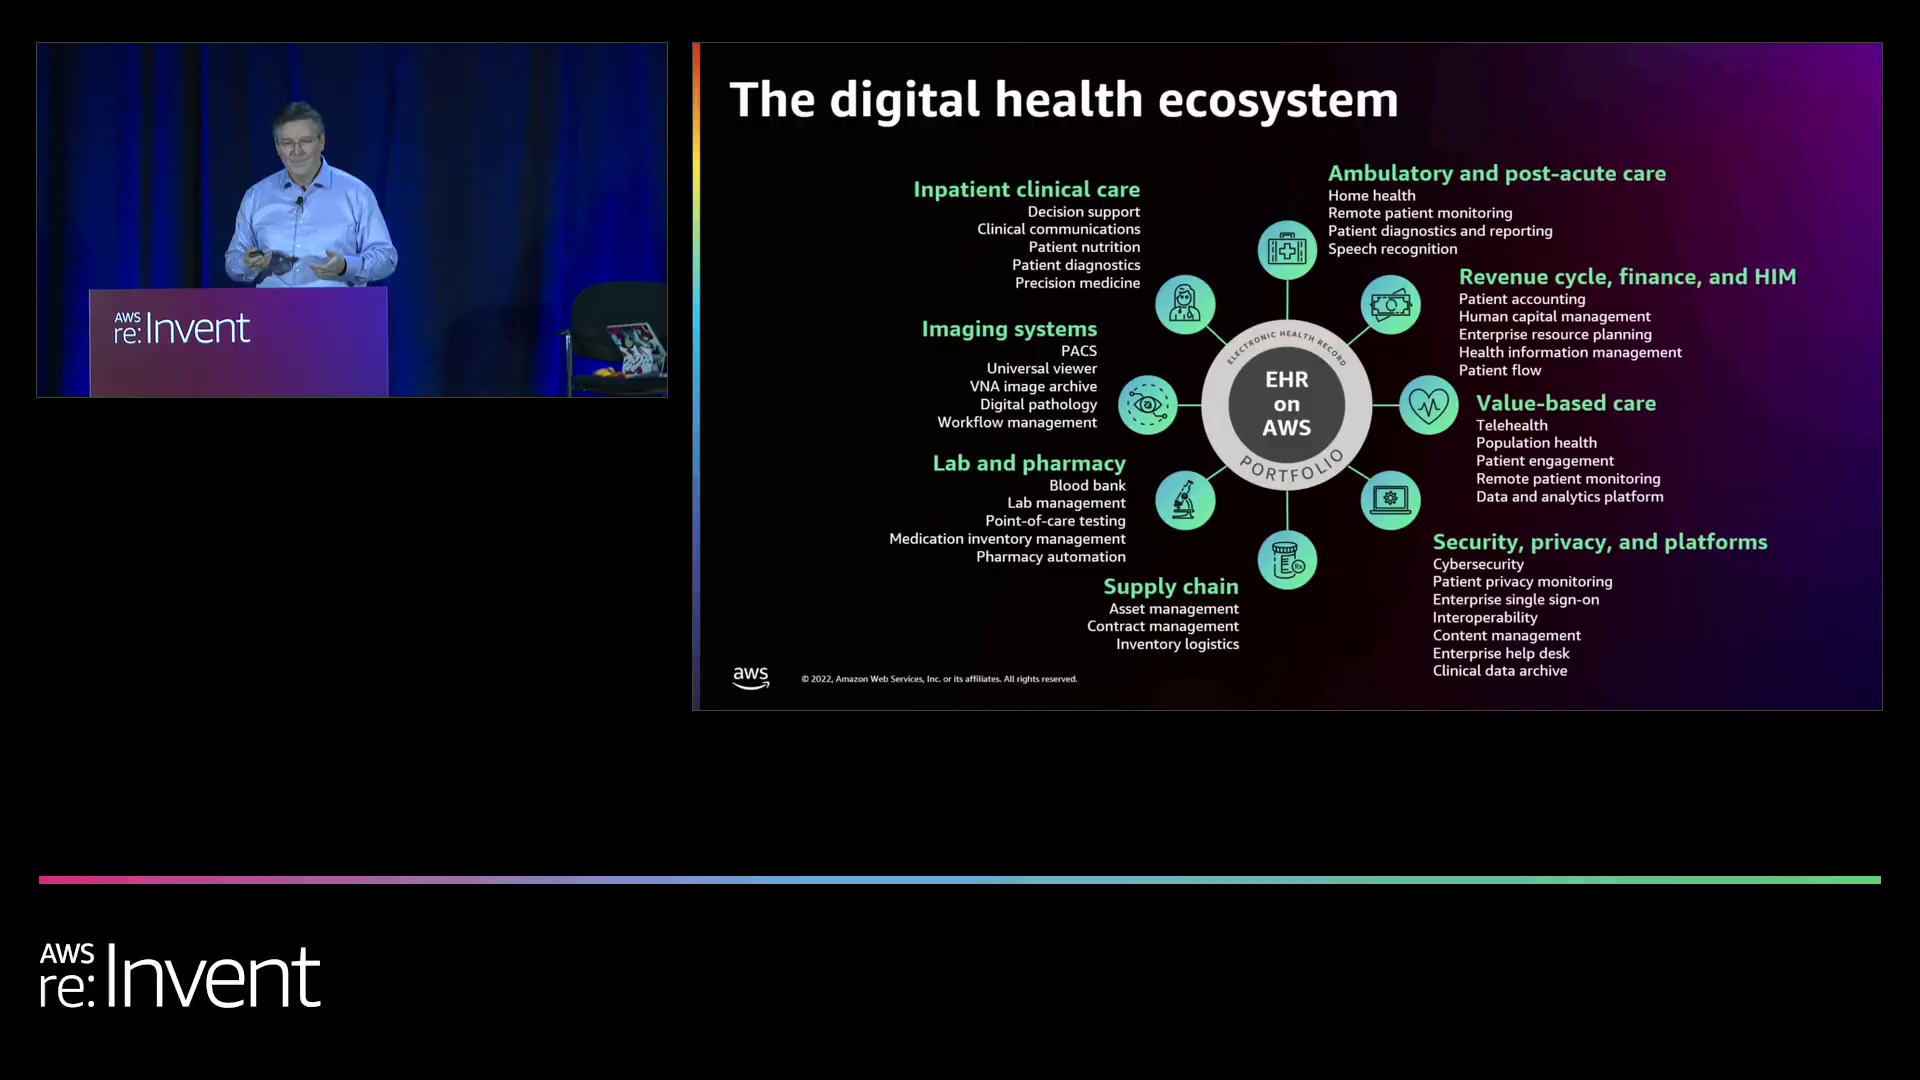 AWS
re:Invent
The digital health ecosystem
Inpatient clinical care
Decision support
Clinical communications
Patient nutrition
Patient diagnostics
Precision medicine
Imaging systems
PACS
Universal viewer
VNA image archive
Digital pathology
Workflow management
Lab and pharmacy
Blood bank
Lab management
Point-of-care testing
Medication inventory management
Pharmacy automation
Supply chain
Asset management
Contract management
Inventory logistics
ELECTRONIC HEALTH RECORD
EHR
on
AWS
PORTFOLIO
Rx
Ambulatory and post-acute care
Home health
Remote patient monitoring
Patient diagnostics and reporting
Speech recognition
Revenue cycle, finance, and HIM
Patient accounting
Human capital management
Enterprise resource planning
Health information management
Patient flow
Value-based care
Telehealth
Population health
Patient engagement
Remote patient monitoring
Data and analytics platform
Security, privacy, and platforms
Cybersecurity
Patient privacy monitoring
Enterprise single sign-on
Interoperability
Content management
Enterprise help desk
Clinical data archive
aws
© 2022, Amazon Web Services, Inc. or its affiliates. All rights reserved.
AWS
re:Invent